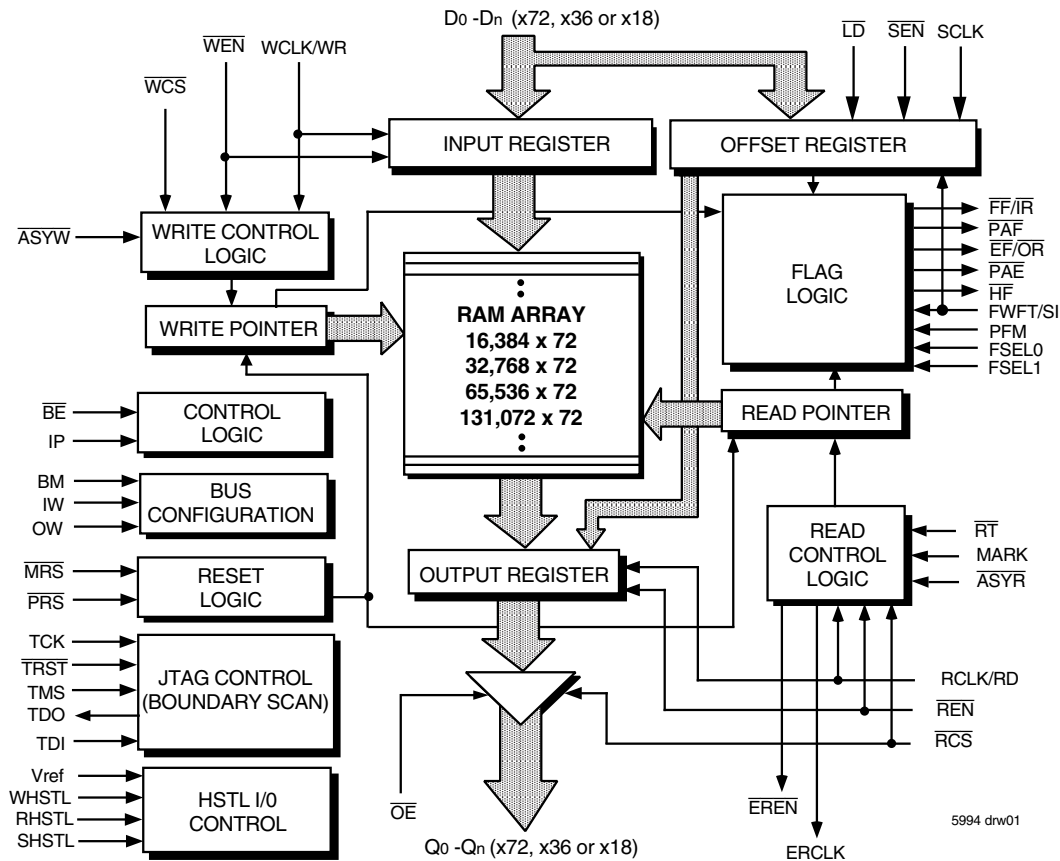 D0 -Dn (x72, x36 or x18)
WEN
WCLK/WR
LD
SEN
SCLK
WCS
INPUT REGISTER
OFFSET REGISTER
ASYW
WRITE CONTROL
LOGIC
FLAG
LOGIC
FF/IR
PAF
EF/OR
PAE
HF
FWFT/SI
PFM
FSEL0
FSEL1
WRITE POINTER
RAM ARRAY
16,384 x 72
32,768 x 72
65,536 x 72
131,072 x 72
READ POINTER
BE
IP
CONTROL
LOGIC
BM
IW
OW
BUS
CONFIGURATION
READ
CONTROL
LOGIC
RT
MARK
ASYR
MRS
PRS
RESET
LOGIC
OUTPUT REGISTER
TCK
TRST
TMS
TDO
TDI
JTAG CONTROL
(BOUNDARY SCAN)
RCLK/RD
REN
RCS
Vref
WHSTL
RHSTL
SHSTL
HSTL I/0
CONTROL
OE
EREN
ERCLK
5994 drw01
Q0 -Qn (x72, x36 or x18)